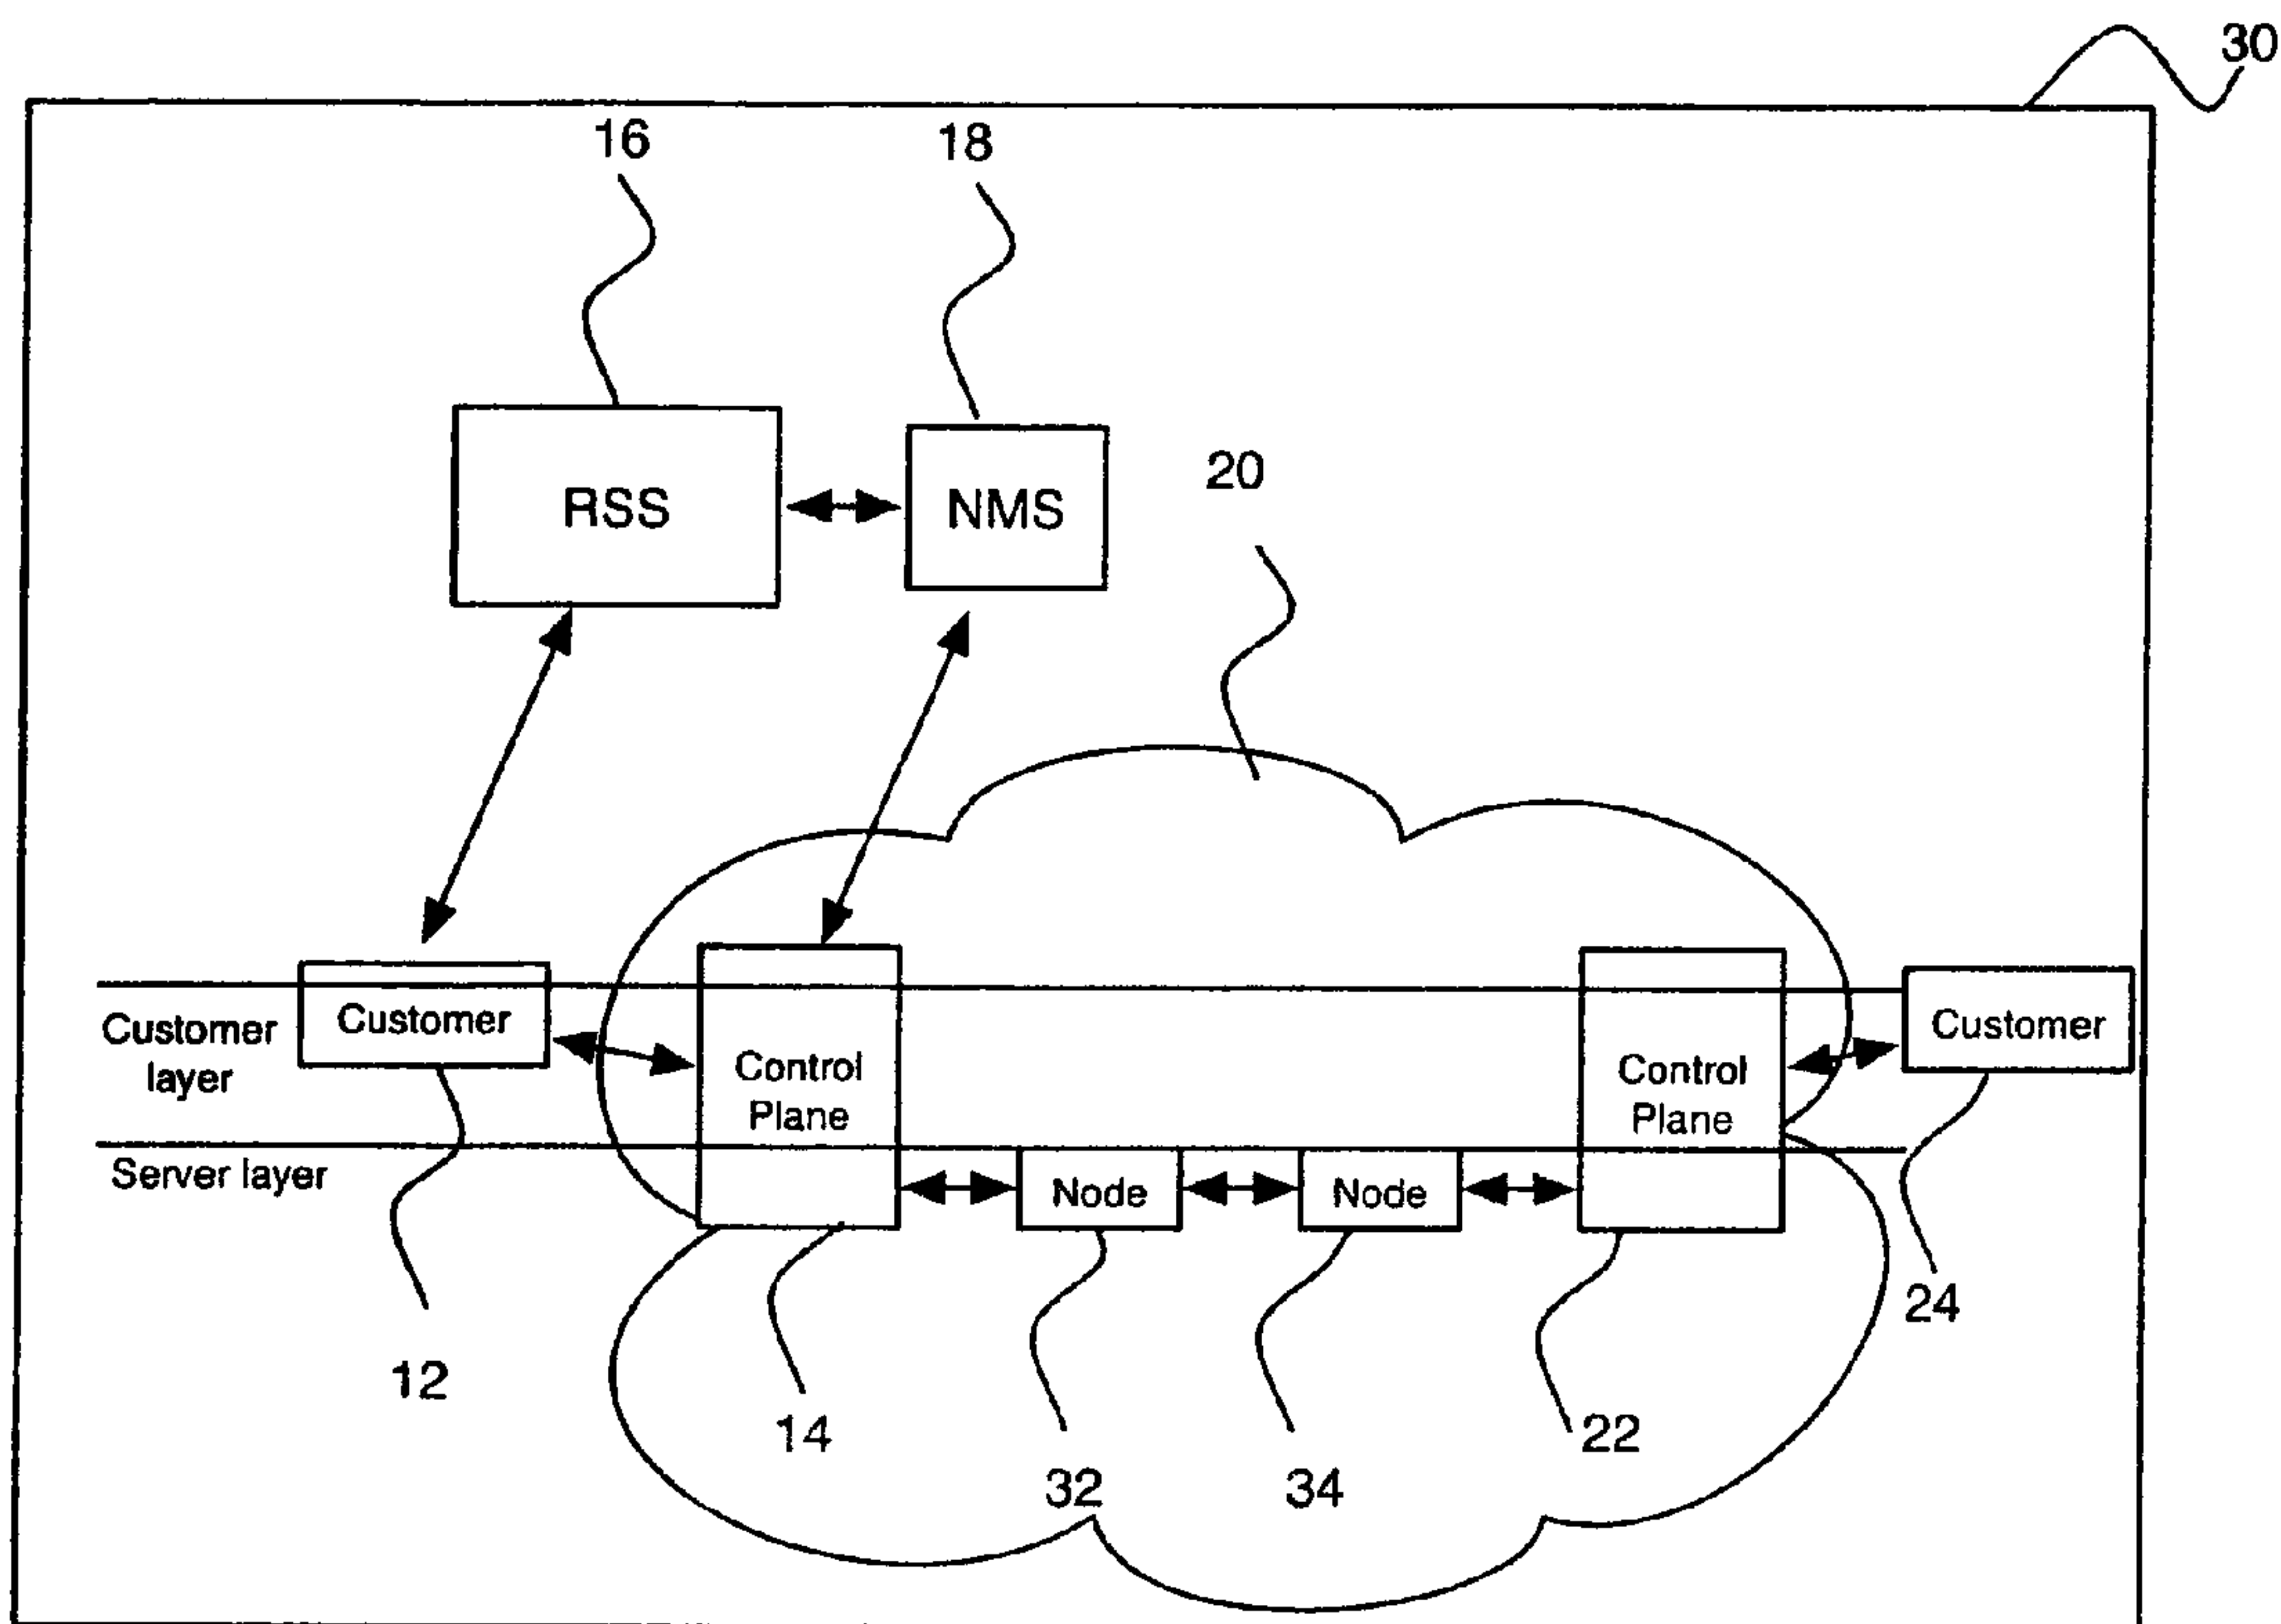 30
16
18
20
RSS
NMS
Customer
layer
Customer
Control
Plane
Control
Plane
Customer
Server layer
Node
Node
12
14
32
34
22
24